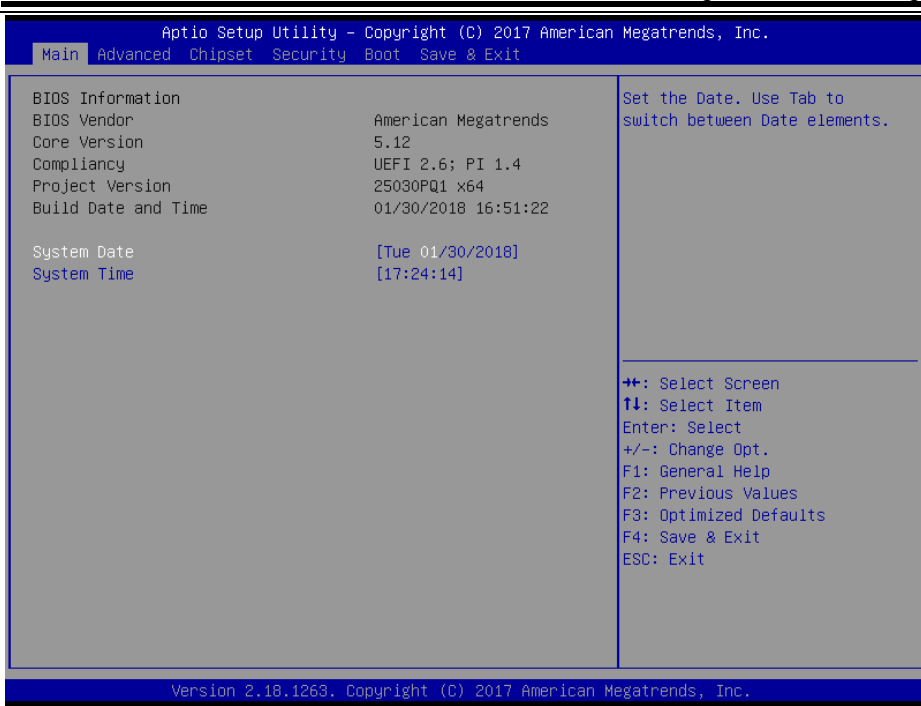 Aptio Setup Utility – Copyright (C) 2017 American Megatrends, Inc.
Main Advanced Chipset Security Boot Save & Exit
BIOS Information
BIOS Vendor American Megatrends
Core Version 5.12
Compliancy UEFI 2.6; PI 1.4
Project Version 25030PQ1 x64
Build Date and Time 01/30/2018 16:51:22
System Date [Tue 01/30/2018]
System Time [17:24:14]
Set the Date. Use Tab to
switch between Date elements.
→←: Select Screen
↑↓: Select Item
Enter: Select
+/-: Change Opt.
F1: General Help
F2: Previous Values
F3: Optimized Defaults
F4: Save & Exit
ESC: Exit
Version 2.18.1263. Copyright (C) 2017 American Megatrends, Inc.